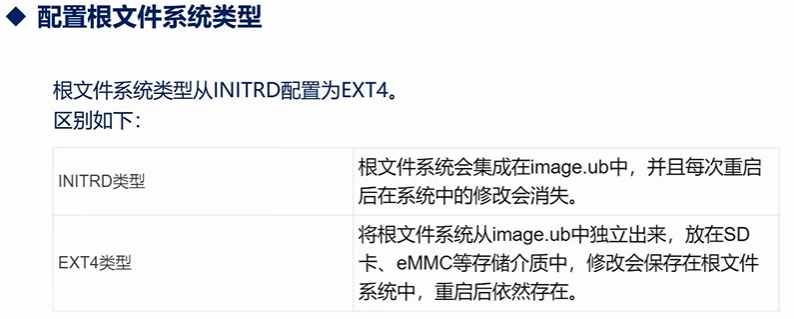 ◆ 配置根文件系统类型
根文件系统类型从INITRD配置为EXT4。
区别如下：
INITRD类型
根文件系统会集成在image.ub中，并且每次重启
后在系统中的修改会消失。
EXT4类型
将根文件系统从image.ub中独立出来，放在SD
卡、eMMC等存储介质中，修改会保存在根文件
系统中，重启后依然存在。